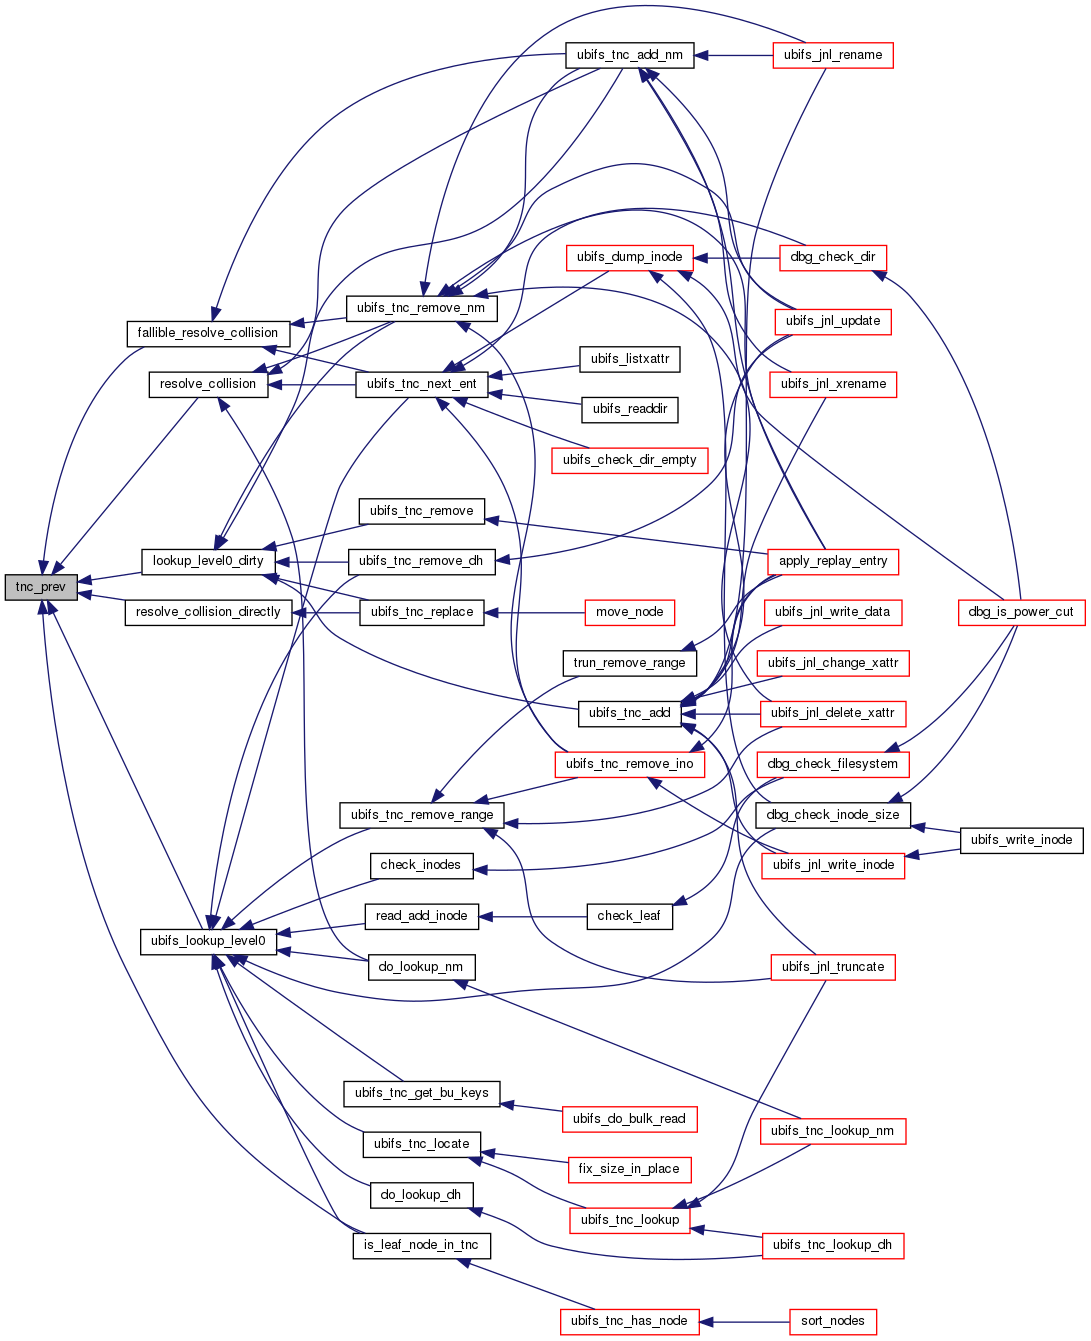 ubifs_tnc_add_nm
ubifs_jnl_rename
ubifs_dump_inode
dbg_check_dir
ubifs_tnc_remove_nm
ubifs_jnl_update
fallible_resolve_collision
ubifs_listxattr
resolve_collision
ubifs_tnc_next_ent
ubifs_jnl_xrename
ubifs_readdir
ubifs_check_dir_empty
ubifs_tnc_remove
lookup_level0_dirty
ubifs_tnc_remove_dh
apply_replay_entry
tnc_prev
resolve_collision_directly
ubifs_tnc_replace
move_node
ubifs_jnl_write_data
dbg_is_power_cut
trun_remove_range
ubifs_jnl_change_xattr
ubifs_tnc_add
ubifs_jnl_delete_xattr
ubifs_tnc_remove_ino
dbg_check_filesystem
ubifs_tnc_remove_range
dbg_check_inode_size
ubifs_write_inode
check_inodes
ubifs_jnl_write_inode
read_add_inode
check_leaf
ubifs_lookup_level0
do_lookup_nm
ubifs_jnl_truncate
ubifs_tnc_get_bu_keys
ubifs_do_bulk_read
ubifs_tnc_lookup_nm
ubifs_tnc_locate
fix_size_in_place
do_lookup_dh
ubifs_tnc_lookup
is_leaf_node_in_tnc
ubifs_tnc_lookup_dh
ubifs_tnc_has_node
sort_nodes